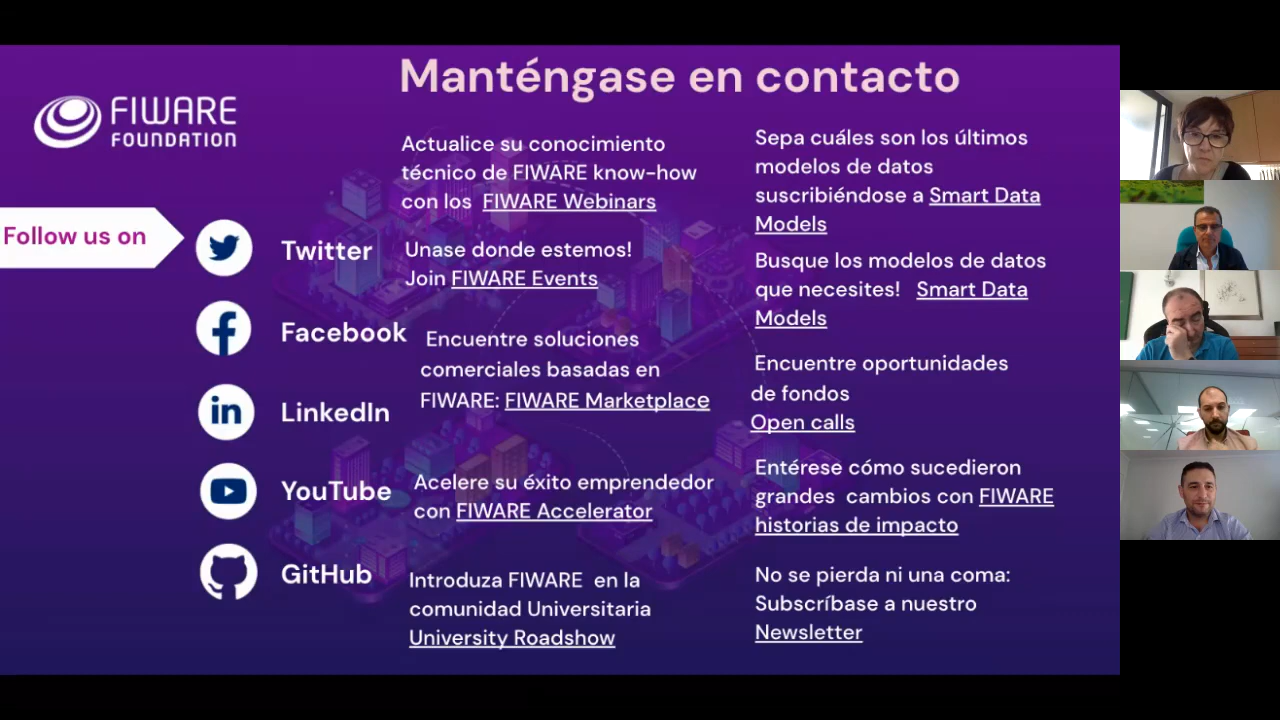 Manténgase en contacto
FIWARE
FOUNDATION
Follow us on
Twitter
Facebook
LinkedIn
YouTube
GitHub
Actualice su conocimiento
técnico de FIWARE know-how
con los FIWARE Webinars
Unase donde estemos!
Join FIWARE Events
Encuentre soluciones
comerciales basadas en
FIWARE: FIWARE Marketplace
Acelere su éxito emprendedor
con FIWARE Accelerator
Introduza FIWARE en la
comunidad Universitaria
University Roadshow
Sepa cuáles son los últimos
modelos de datos
suscribiéndose a Smart Data
Models
Busque los modelos de datos
que necesites! Smart Data
Models
Encuentre oportunidades
de fondos
Open calls
Entérese cómo sucedieron
grandes cambios con FIWARE
historias de impacto
No se pierda ni una coma:
Subscríbase a nuestro
Newsletter